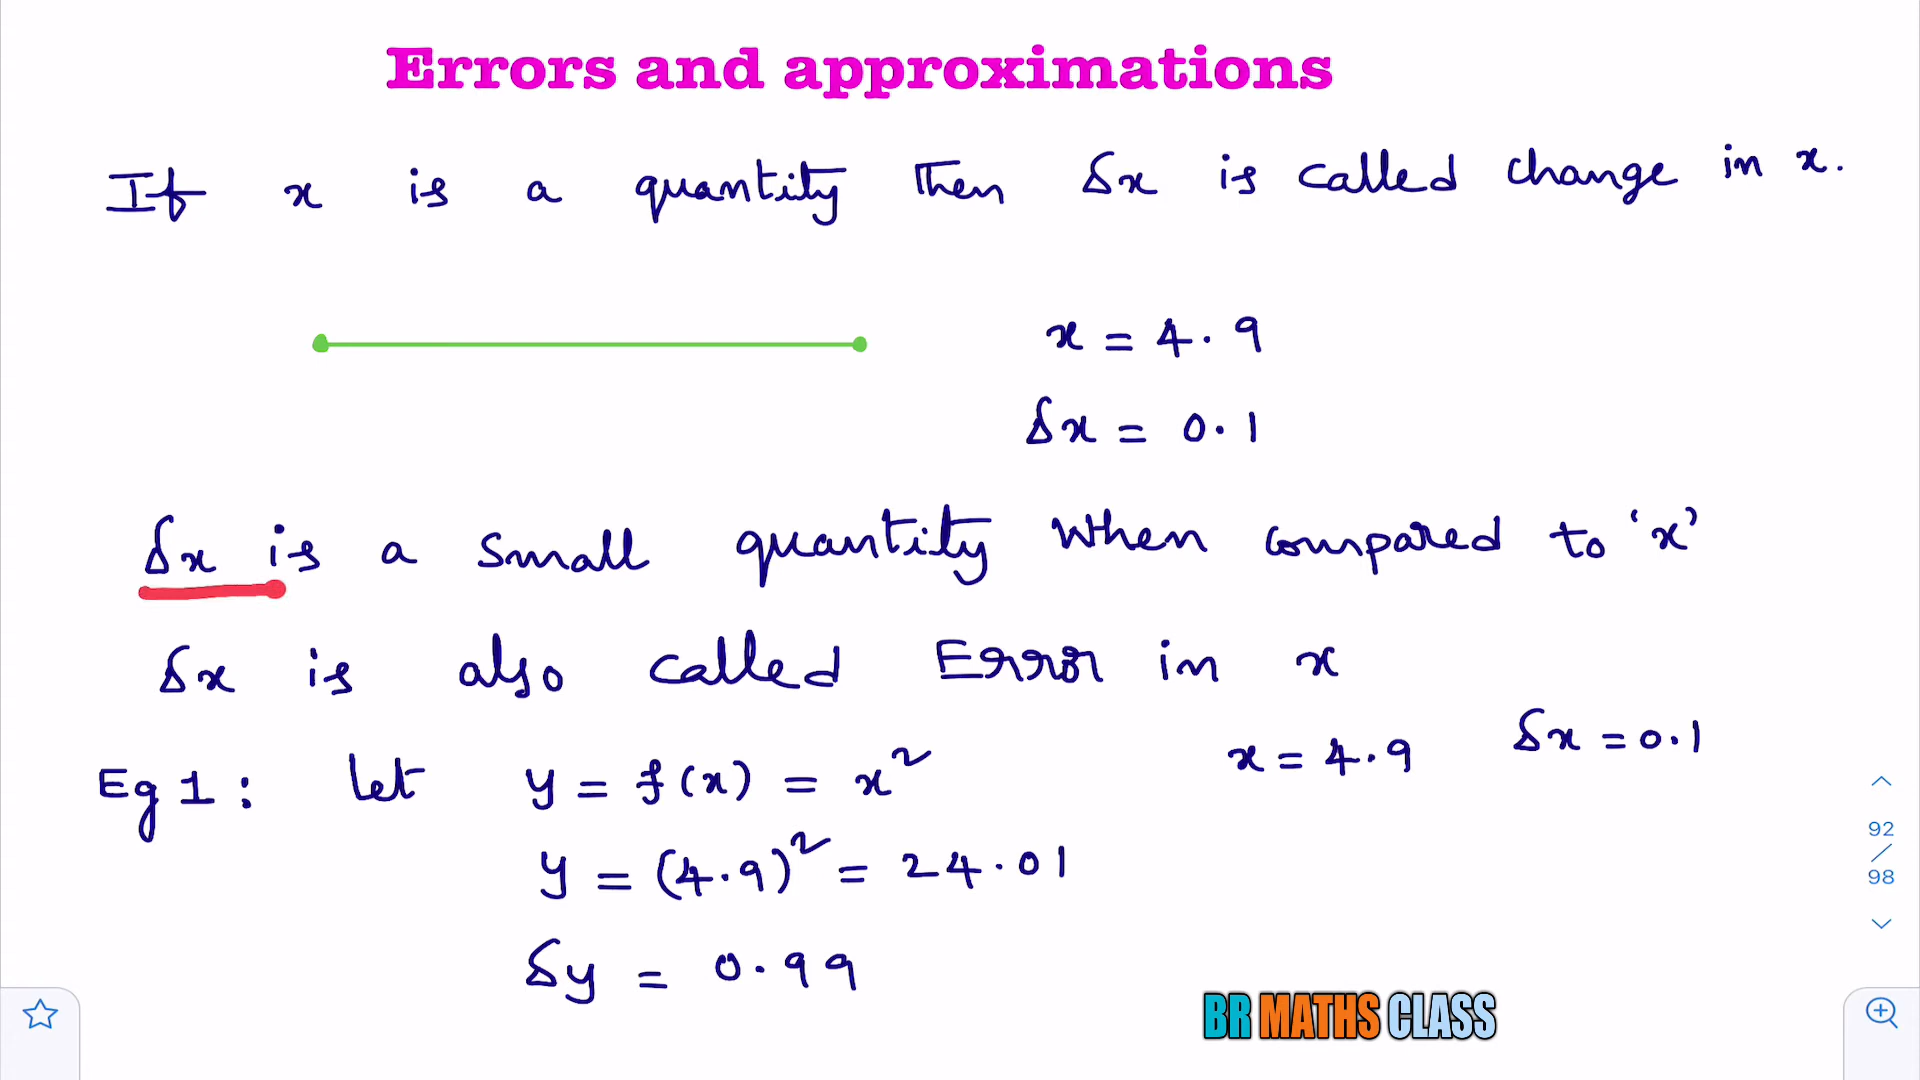 Errors and approximations
If x is a quantity then δx is called change in x.
x = 4.9
δx = 0.1
δx is a small quantity when compared to 'x'
δx is also called Error in x
x = 4.9 δx = 0.1
Eg 1 : let y = f(x) = x²
y = (4.9)² = 24.01
δy = 0.99
92
/
98
BR MATHS CLASS